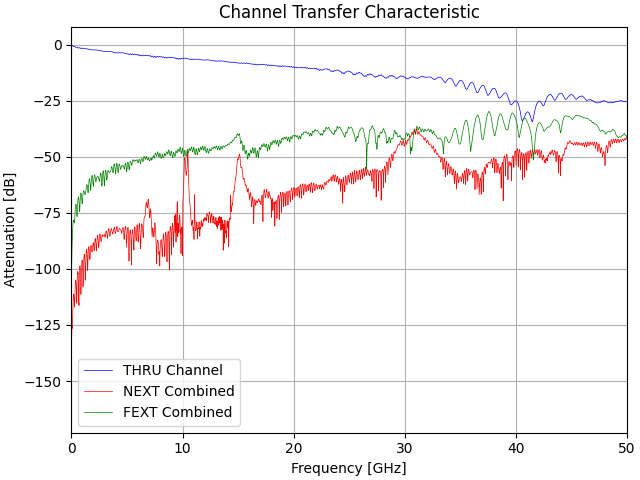 Channel Transfer Characteristic
Attenuation [dB]
0
−25
−50
−75
−100
−125
−150
THRU Channel
NEXT Combined
FEXT Combined
0
10
20
30
40
50
Frequency [GHz]